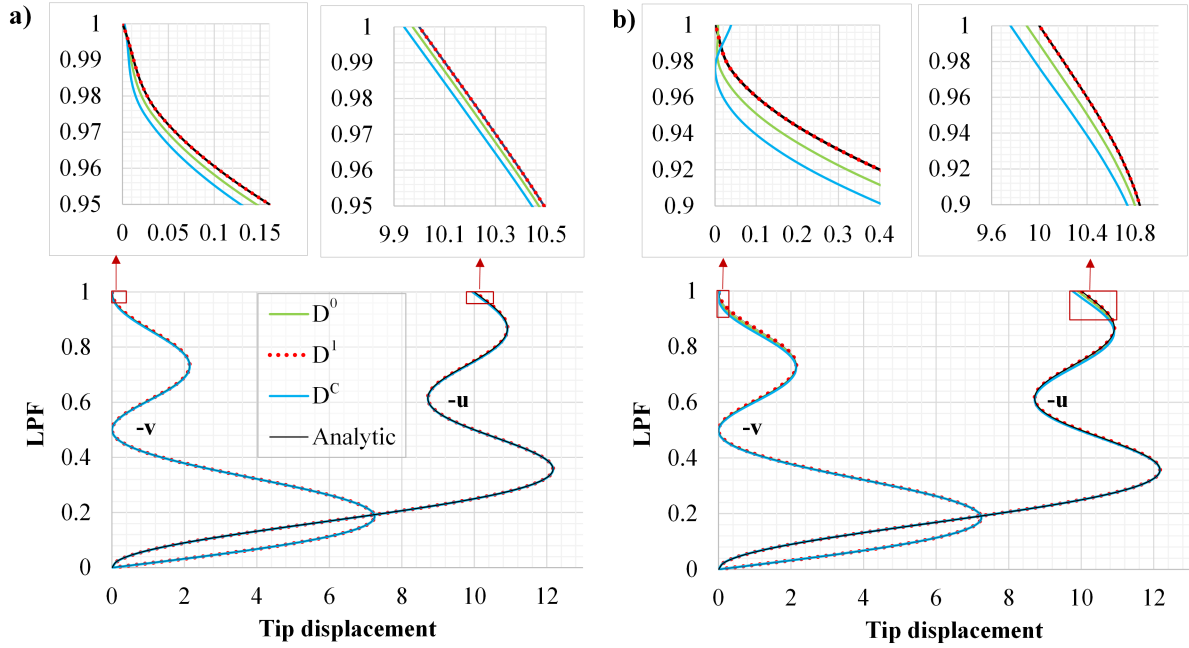 a)
1
0.99
0.98
0.97
0.96
0.95
0 0.05 0.1 0.15
1
0.99
0.98
0.97
0.96
0.95
9.9 10.1 10.3 10.5
1
0.8
0.6
0.4
0.2
0
LPF
0 2 4 6 8 10 12
Tip displacement
-v
-u
D^0
D^1
D^C
Analytic
b)
1
0.98
0.96
0.94
0.92
0.9
0 0.1 0.2 0.3 0.4
1
0.98
0.96
0.94
0.92
0.9
9.6 10 10.4 10.8
1
0.8
0.6
0.4
0.2
0
LPF
0 2 4 6 8 10 12
Tip displacement
-v
-u